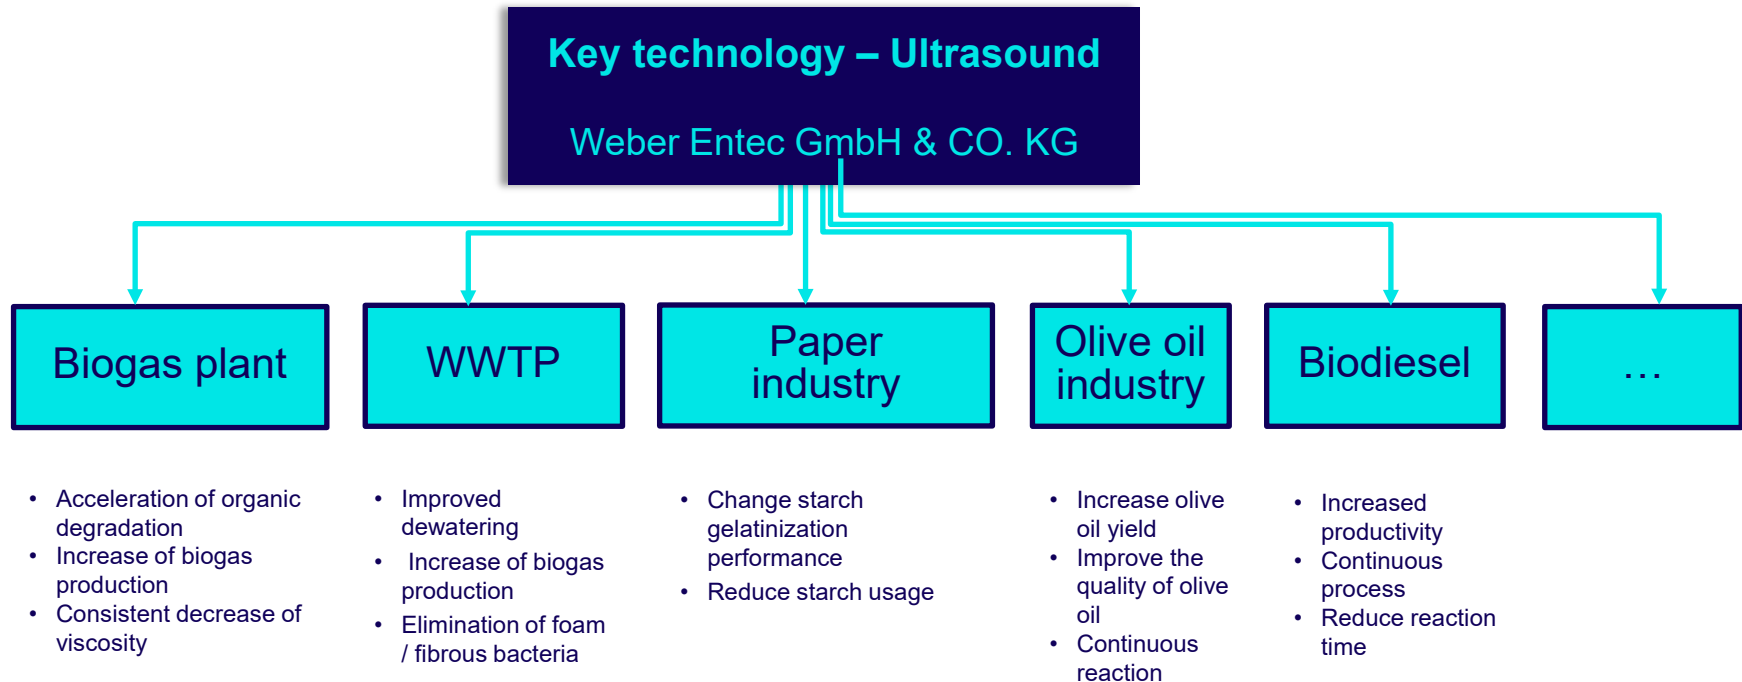 Key technology – Ultrasound
Weber Entec GmbH & CO. KG
Biogas plant
WWTP
Paper
industry
Olive oil
industry
Biodiesel
...
• Acceleration of organic
degradation
• Increase of biogas
production
• Consistent decrease of
viscosity
• Improved
dewatering
• Increase of biogas
production
• Elimination of foam
/ fibrous bacteria
• Change starch
gelatinization
performance
• Reduce starch usage
• Increase olive
oil yield
• Improve the
quality of olive
oil
• Continuous
reaction
• Increased
productivity
• Continuous
process
• Reduce reaction
time